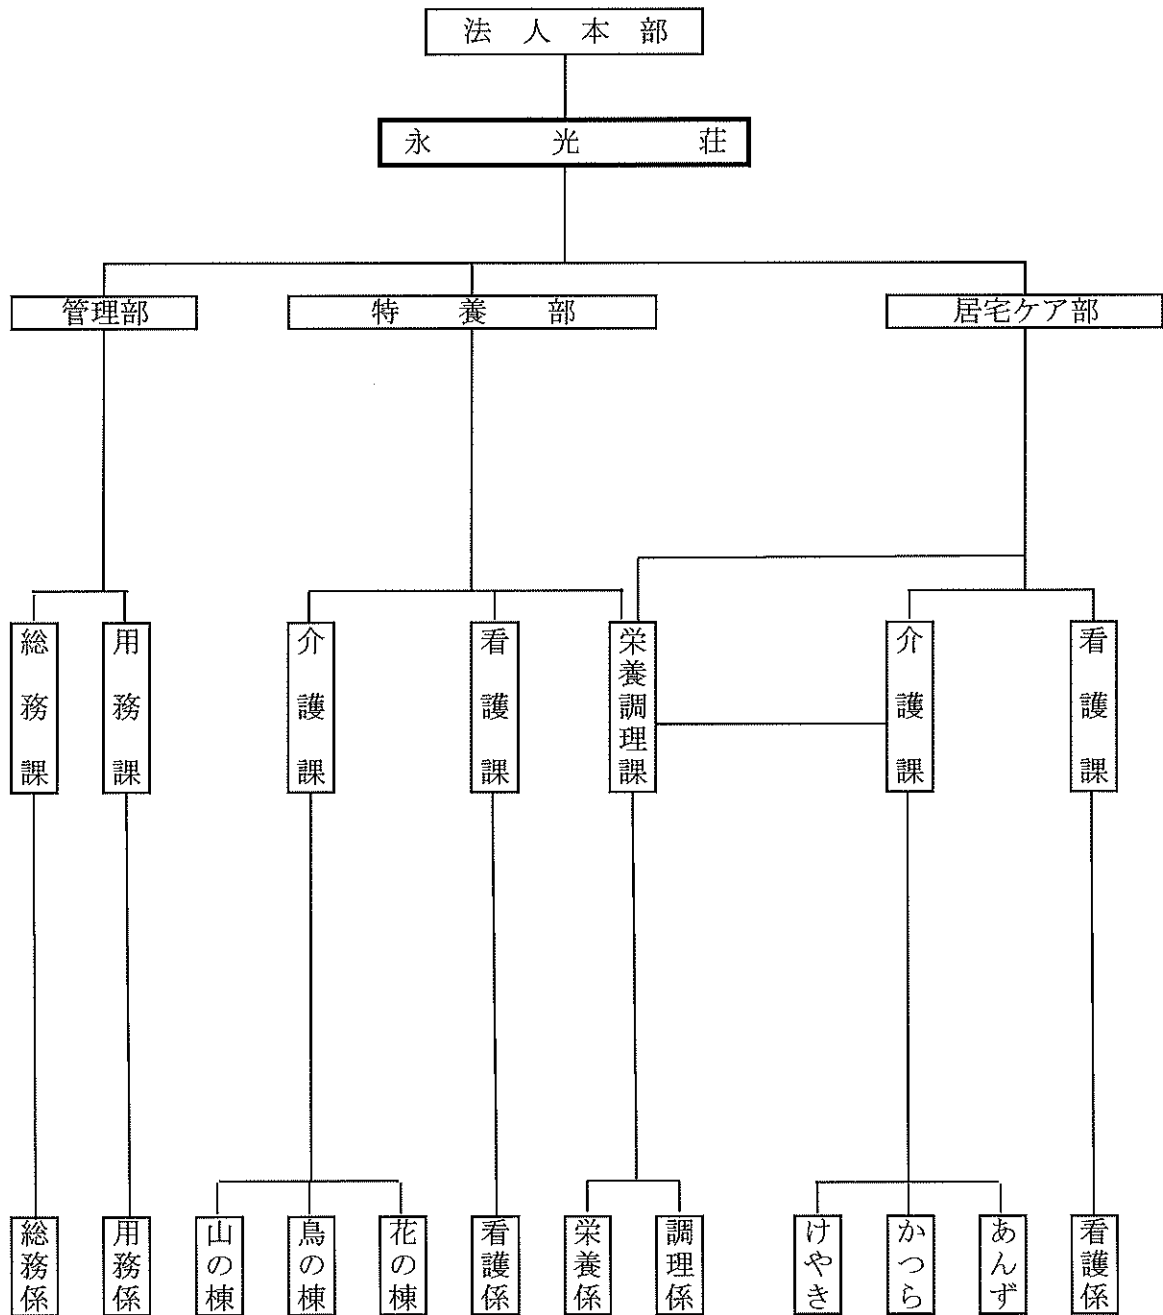 法人本部
永光荘
管理部
特養部
居宅ケア部
総務課
用務課
介護課
看護課
栄養調理課
介護課
看護課
総務係
用務係
山の棟
鳥の棟
花の棟
看護係
栄養係
調理係
けやき
かつら
あんず
看護係